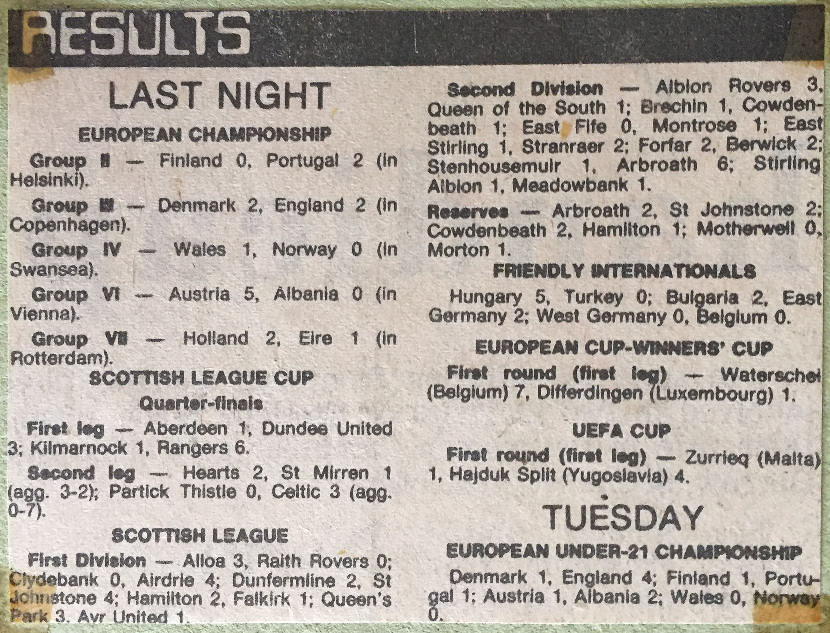 RESULTS
LAST NIGHT
EUROPEAN CHAMPIONSHIP
Group II — Finland 0, Portugal 2 (in
Helsinki).
Group III — Denmark 2, England 2 (in
Copenhagen).
Group IV — Wales 1, Norway 0 (in
Swansea).
Group VI — Austria 5, Albania 0 (in
Vienna).
Group VII — Holland 2, Eire 1 (in
Rotterdam).
SCOTTISH LEAGUE CUP
Quarter-finals
First leg — Aberdeen 1, Dundee United
3; Kilmarnock 1, Rangers 6.
Second leg — Hearts 2, St Mirren 1
(agg. 3-2); Partick Thistle 0, Celtic 3 (agg.
0-7).
SCOTTISH LEAGUE
First Division — Alloa 3, Raith Rovers 0;
Clydebank 0, Airdrie 4; Dunfermline 2, St
Johnstone 4; Hamilton 2, Falkirk 1; Queen's
Park 3, Ayr United 1.
Second Division — Albion Rovers 3,
Queen of the South 1; Brechin 1, Cowden-
beath 1; East Fife 0, Montrose 1; East
Stirling 1, Stranraer 2; Forfar 2, Berwick 2;
Stenhousemuir 1, Arbroath 6; Stirling
Albion 1, Meadowbank 1.
Reserves — Arbroath 2, St Johnstone 2;
Cowdenbeath 2, Hamilton 1; Motherwell 0,
Morton 1.
FRIENDLY INTERNATIONALS
Hungary 5, Turkey 0; Bulgaria 2, East
Germany 2; West Germany 0, Belgium 0.
EUROPEAN CUP-WINNERS' CUP
First round (first leg) — Waterschei
(Belgium) 7, Differdingen (Luxembourg) 1.
UEFA CUP
First round (first leg) — Zurrieq (Malta)
1, Hajduk Split (Yugoslavia) 4.
TUESDAY
EUROPEAN UNDER-21 CHAMPIONSHIP
Denmark 1, England 4; Finland 1, Portu-
gal 1; Austria 1, Albania 2; Wales 0, Norway
0.